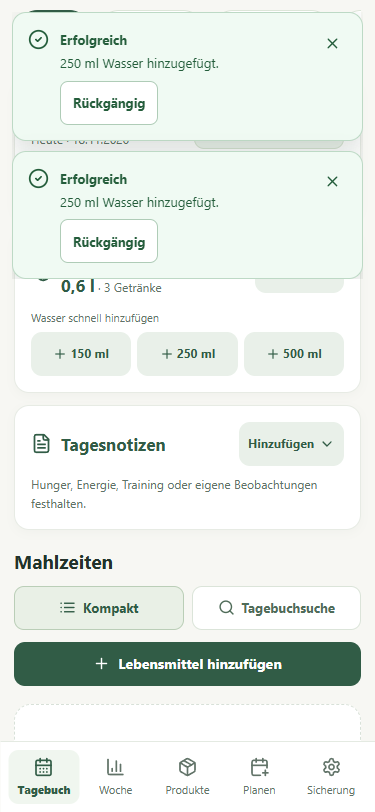 Erfolgreich
250 ml Wasser hinzugefügt.
Rückgängig
Erfolgreich
250 ml Wasser hinzugefügt.
Rückgängig
0,6 l · 3 Getränke
Wasser schnell hinzufügen
+ 150 ml
+ 250 ml
+ 500 ml
Tagesnotizen
Hinzufügen
Hunger, Energie, Training oder eigene Beobachtungen
festhalten.
Mahlzeiten
Kompakt
Tagebuchsuche
+ Lebensmittel hinzufügen
Tagebuch
Woche
Produkte
Planen
Sicherung